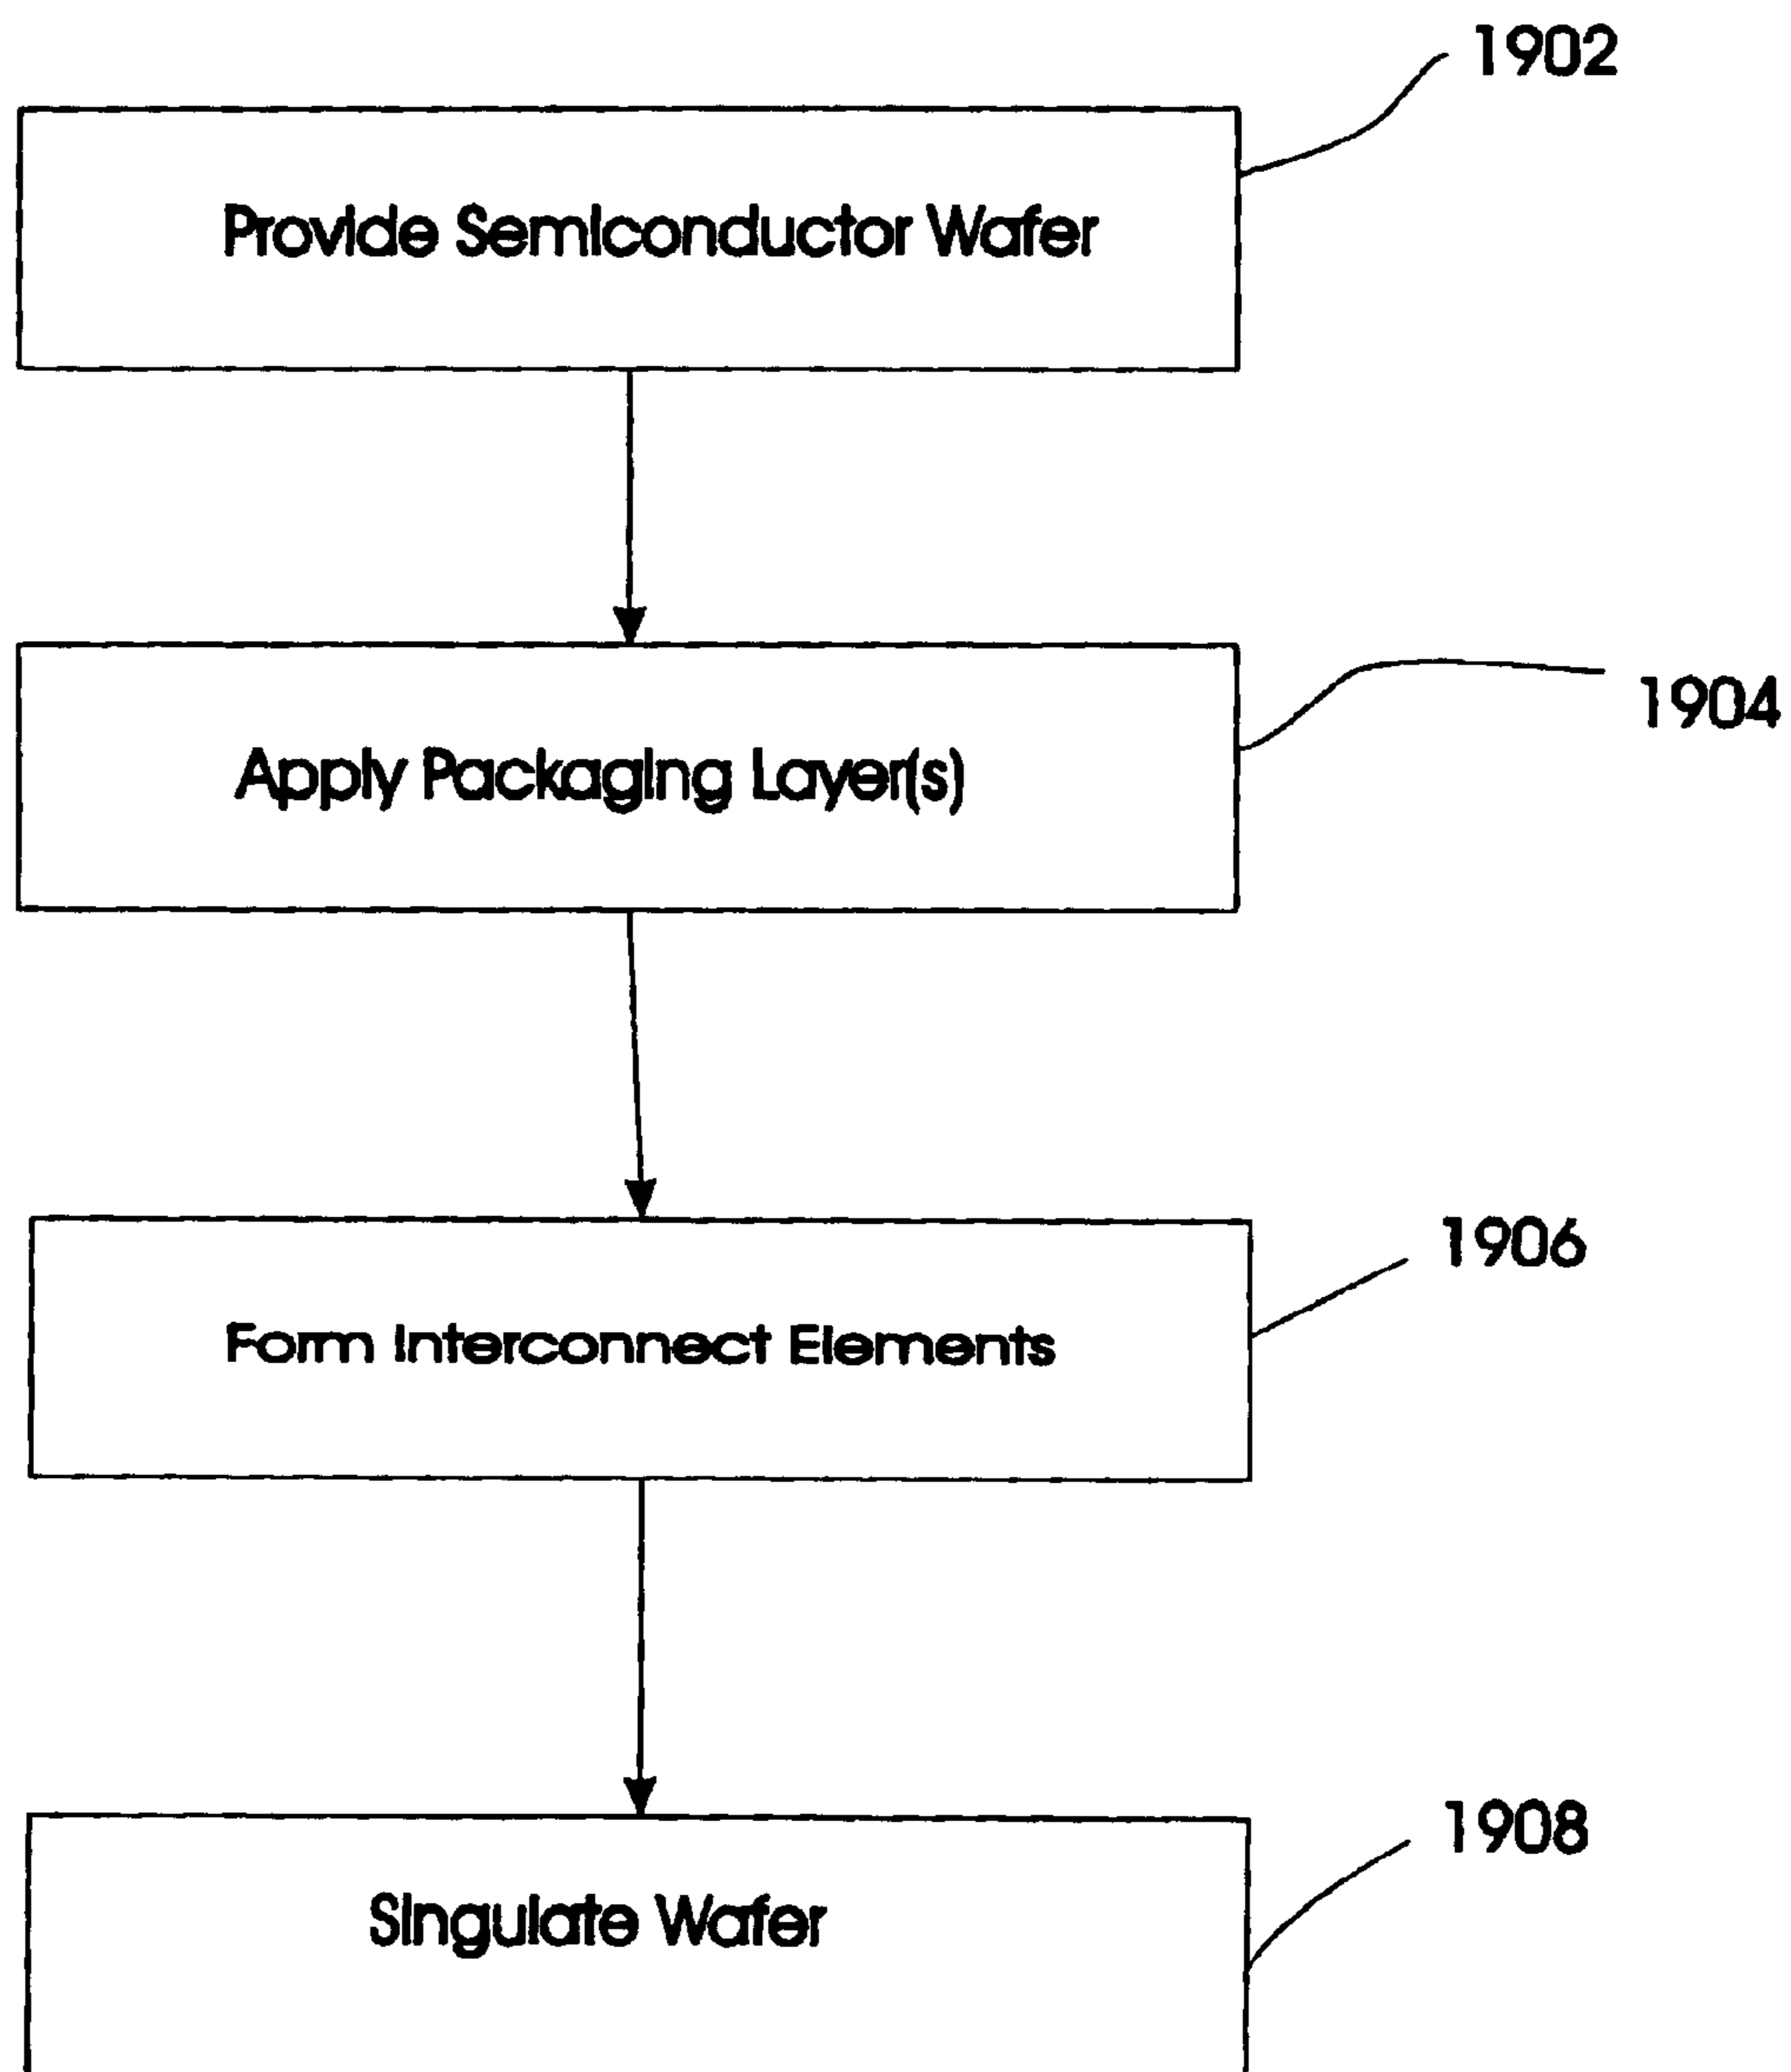 1902
Provide Semiconductor Wafer
1904
Apply Packaging Layer(s)
1906
Form Interconnect Elements
1908
Singulate Wafer